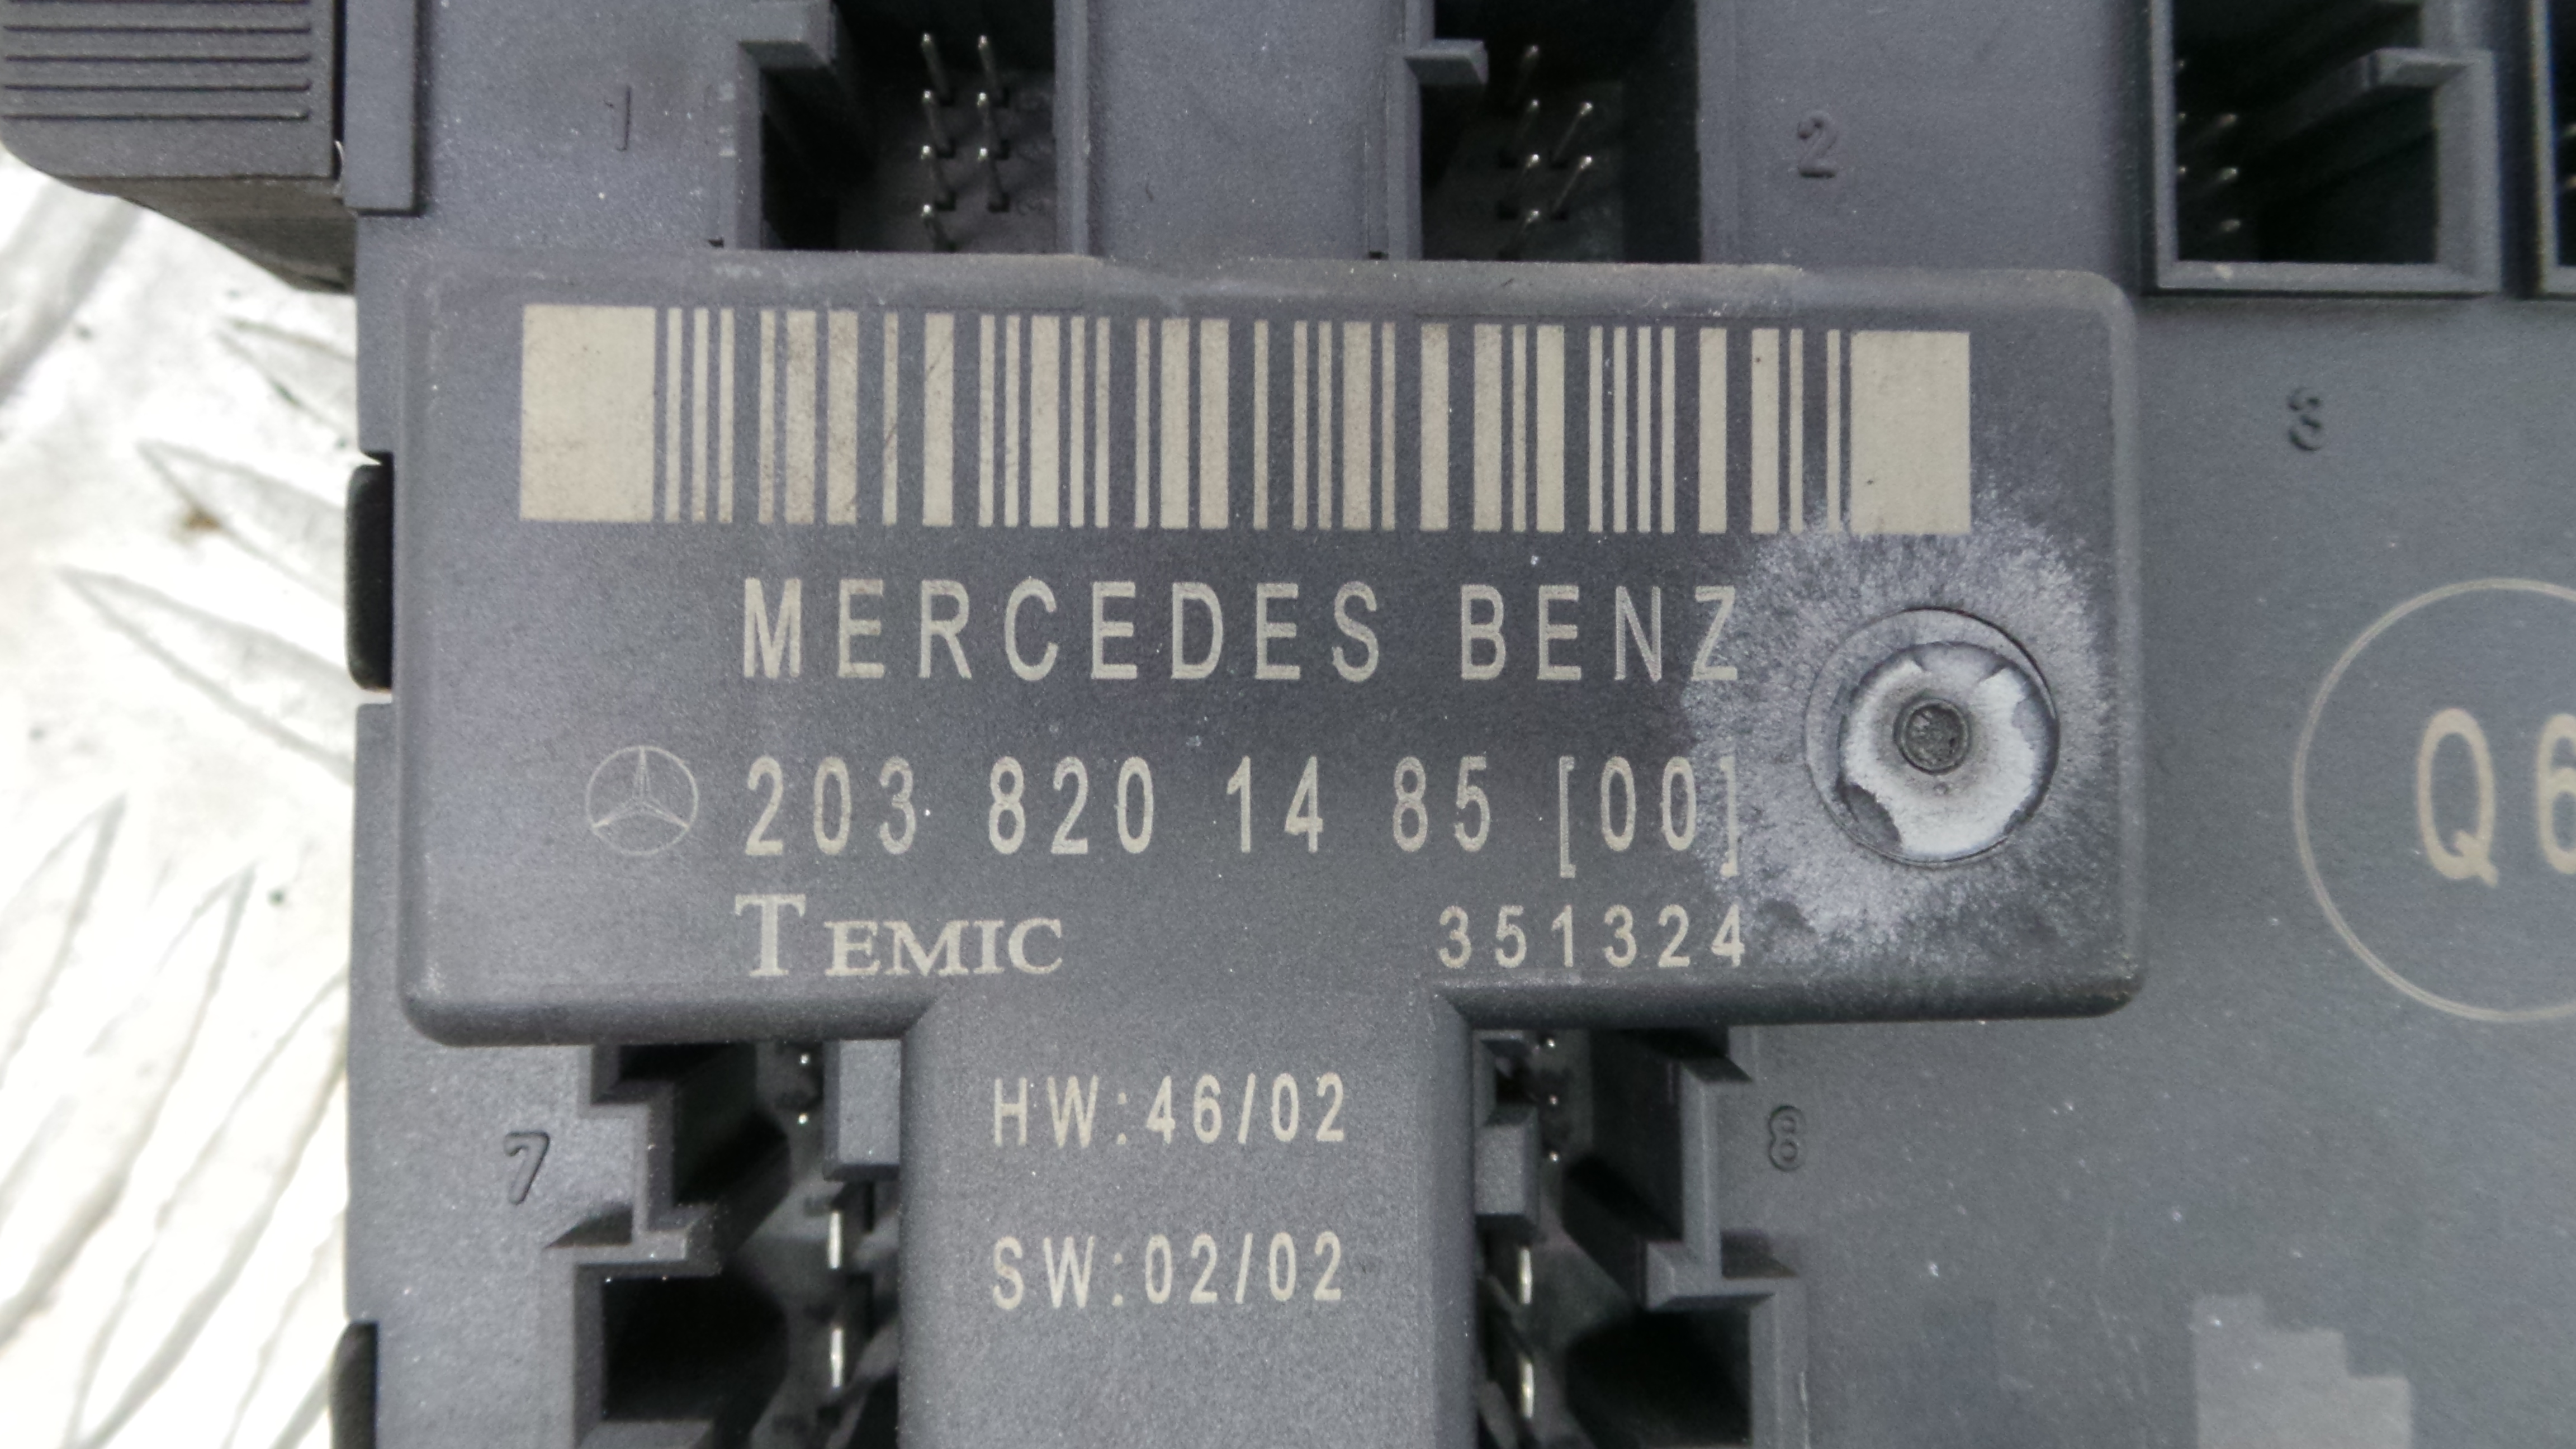 1
2
3
MERCEDES BENZ
203 820 14 85 [00]
Q6
TEMIC 351324
HW:46/02
7
8
SW:02/02